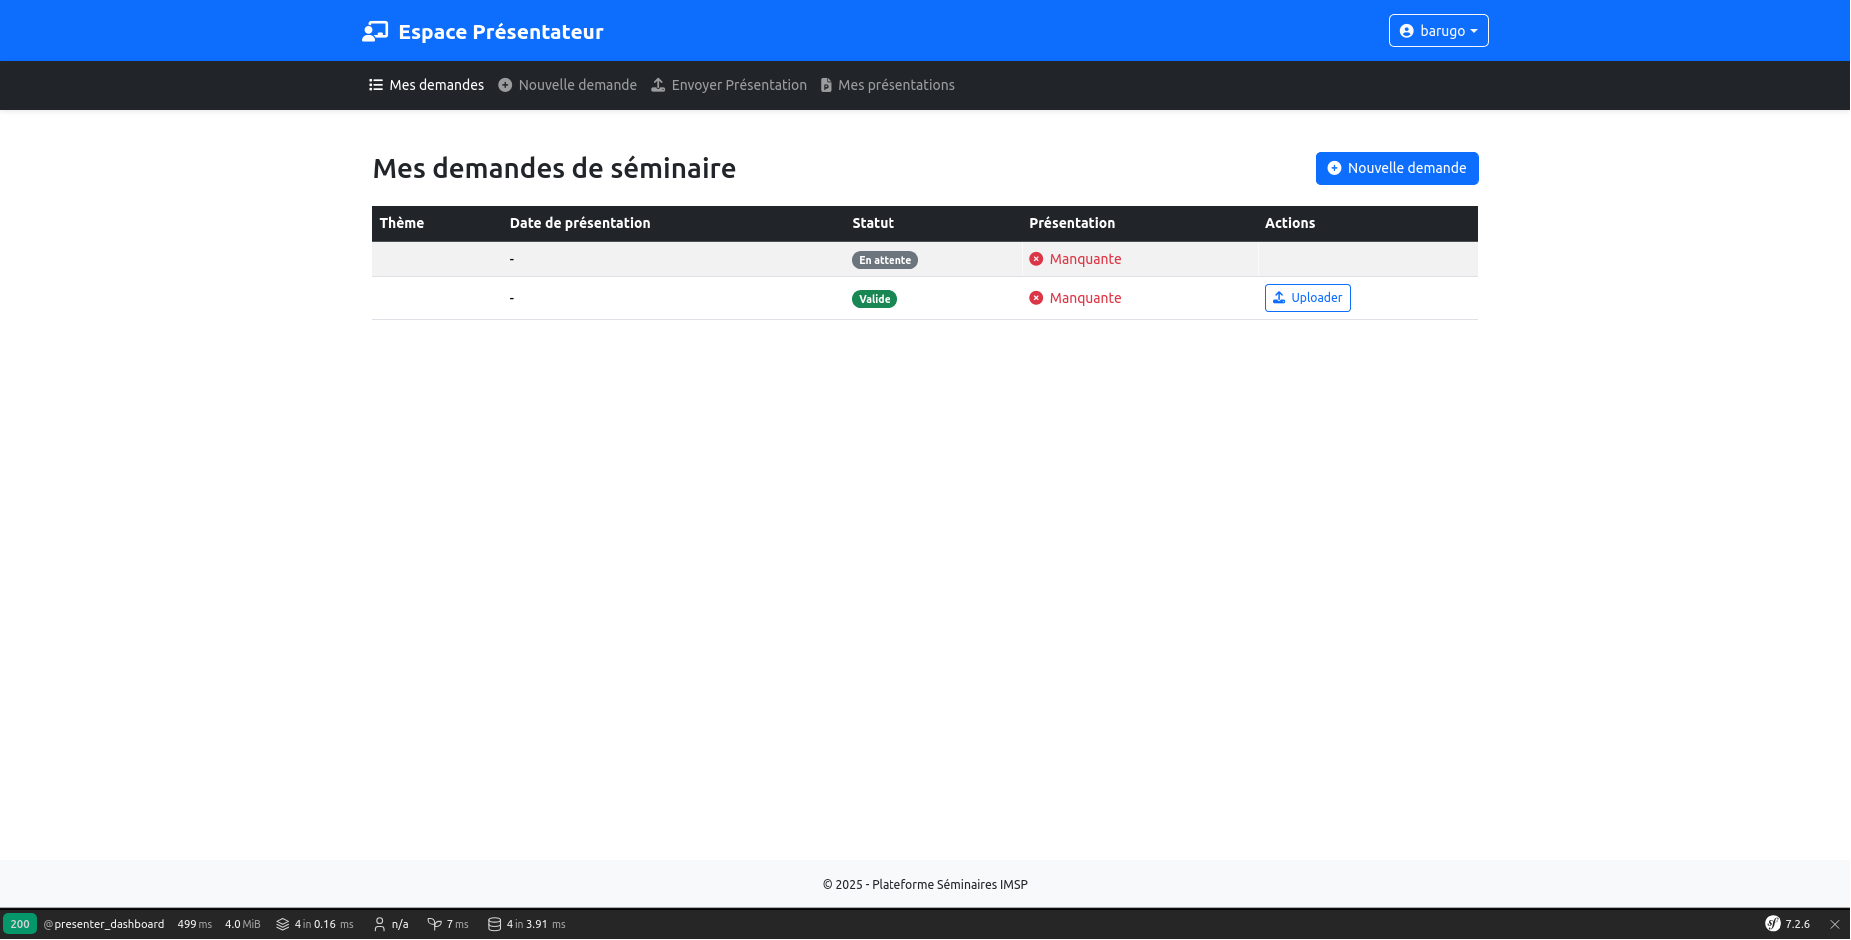 Espace Présentateur
barugo
Mes demandes
Nouvelle demande
Envoyer Présentation
Mes présentations
Mes demandes de séminaire
Nouvelle demande
Thème Date de présentation Statut Présentation Actions
- En attente Manquante
- Valide Manquante Uploader
© 2025 - Plateforme Séminaires IMSP
200 @presenter_dashboard 499 ms 4.0 MiB 4 in 0.16 ms n/a 7 ms 4 in 3.91 ms sf 7.2.6